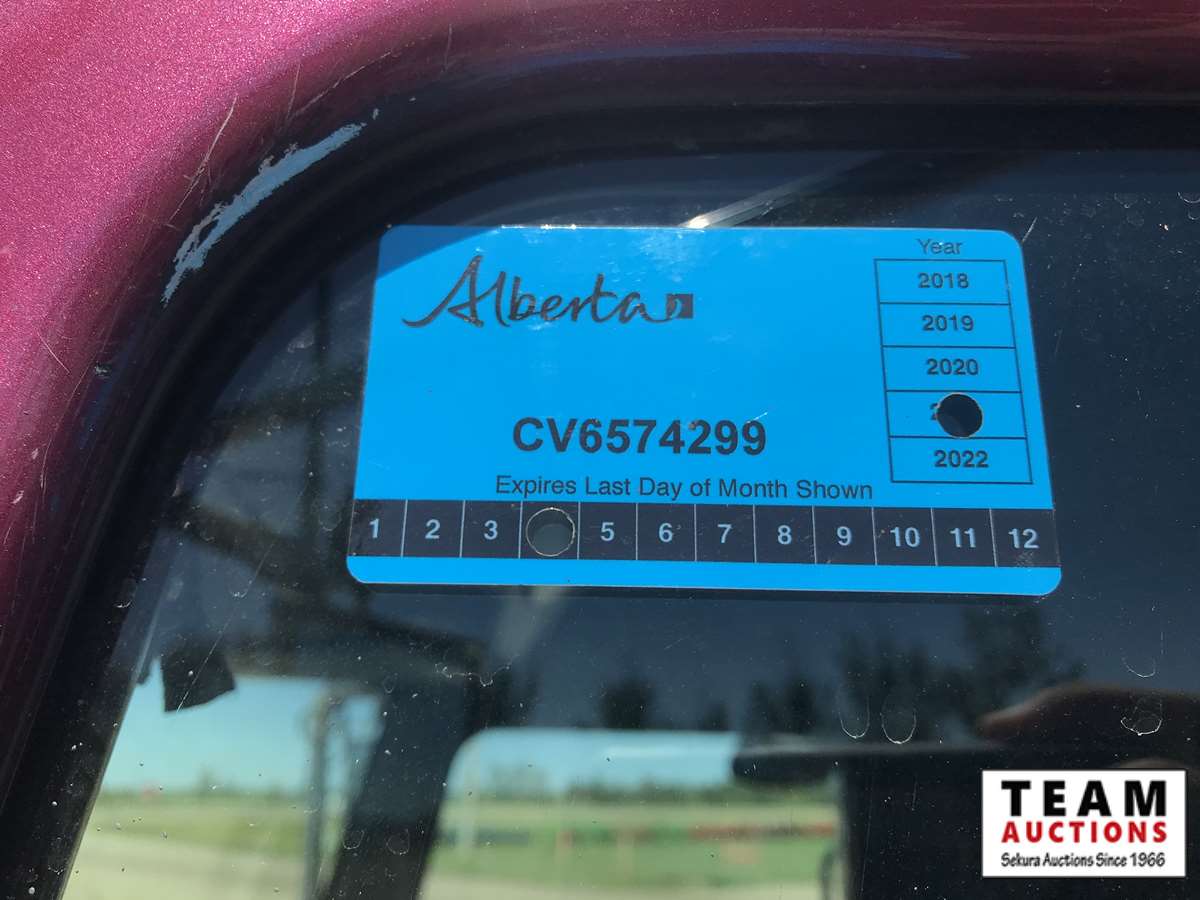 Alberta
Year
2018
2019
2020
2022
CV6574299
Expires Last Day of Month Shown
1 2 3 5 6 7 8 9 10 11 12
TEAM
AUCTIONS
Sekura Auctions Since 1966